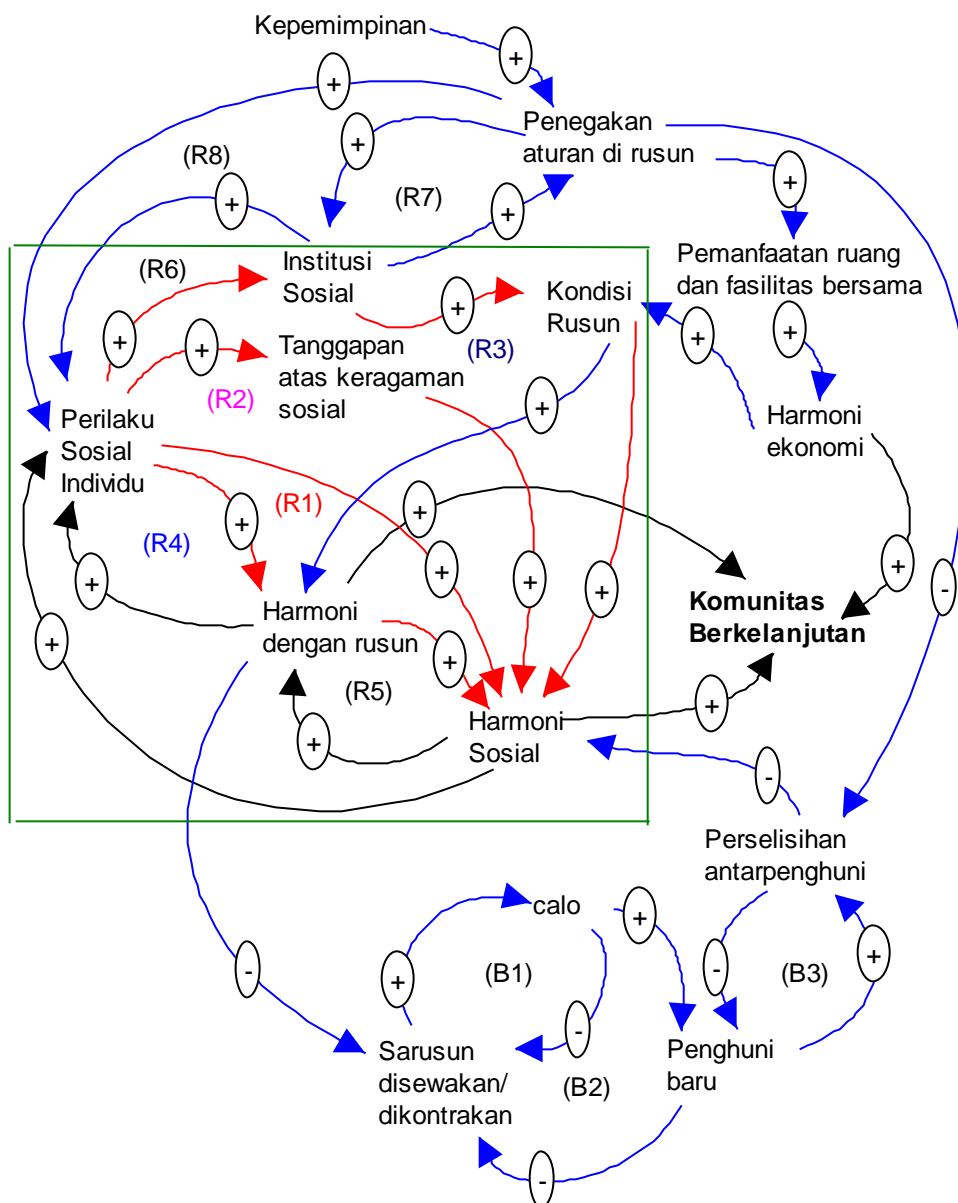 Kepemimpinan
+
+
Penegakan
aturan di rusun
+
(R8)
+
(R7)
+
+
(R6)
Institusi
Sosial
Pemanfaatan ruang
dan fasilitas bersama
+
+
Kondisi
Rusun
+
+
+
(R3)
Tanggapan
atas keragaman
sosial
(R2)
+
Perilaku
Sosial
Individu
Harmoni
ekonomi
(R1)
+
+
(R4)
+
+
+
+
+
-
Komunitas
Berkelanjutan
Harmoni
dengan rusun
+
+
(R5)
+
+
Harmoni
Sosial
-
Perselisihan
antarpenghuni
calo
+
-
+
(B1)
-
(B3)
+
-
Sarusun
disewakan/
dikontrakan
(B2)
Penghuni
baru
-